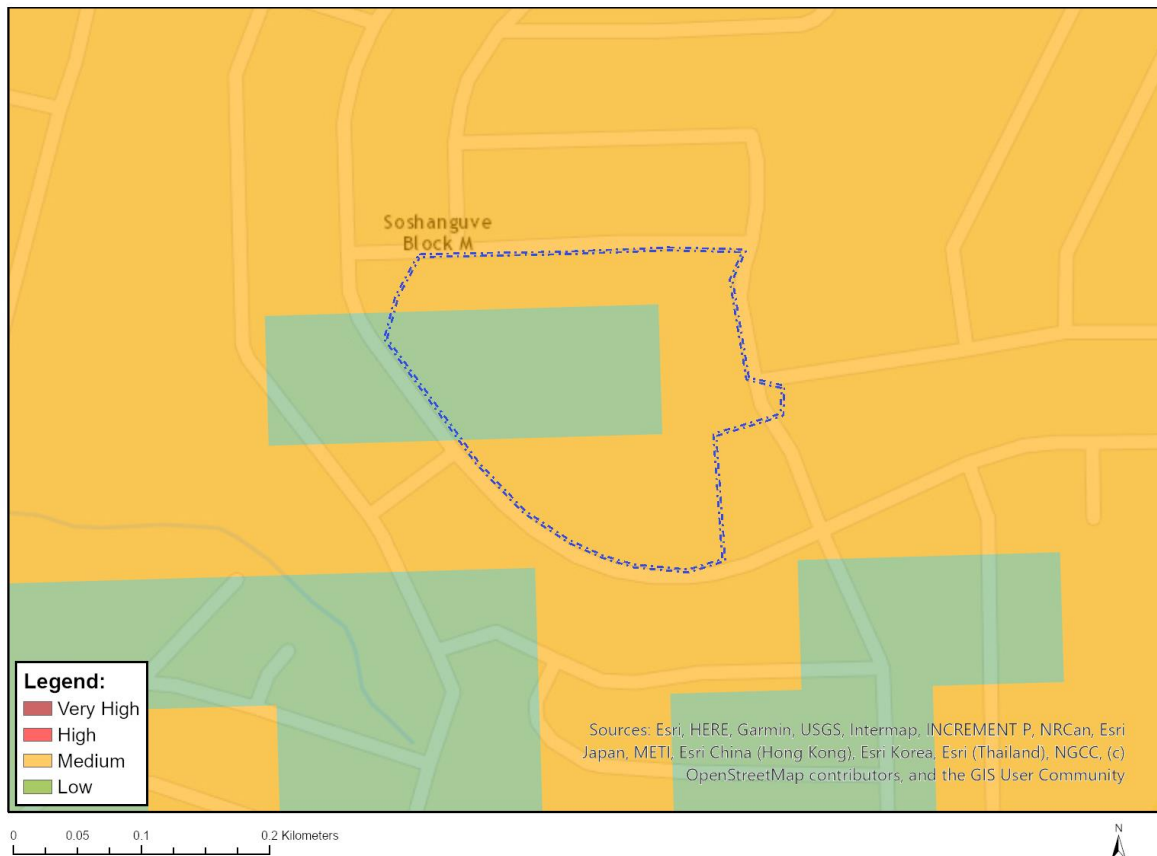 Soshanguve
Block M
Legend:
Very High
High
Medium
Low
Sources: Esri, HERE, Garmin, USGS, Intermap, INCREMENT P, NRCan, Esri
Japan, METI, Esri China (Hong Kong), Esri Korea, Esri (Thailand), NGCC, (c)
OpenStreetMap contributors, and the GIS User Community
0 0.05 0.1 0.2 Kilometers
N